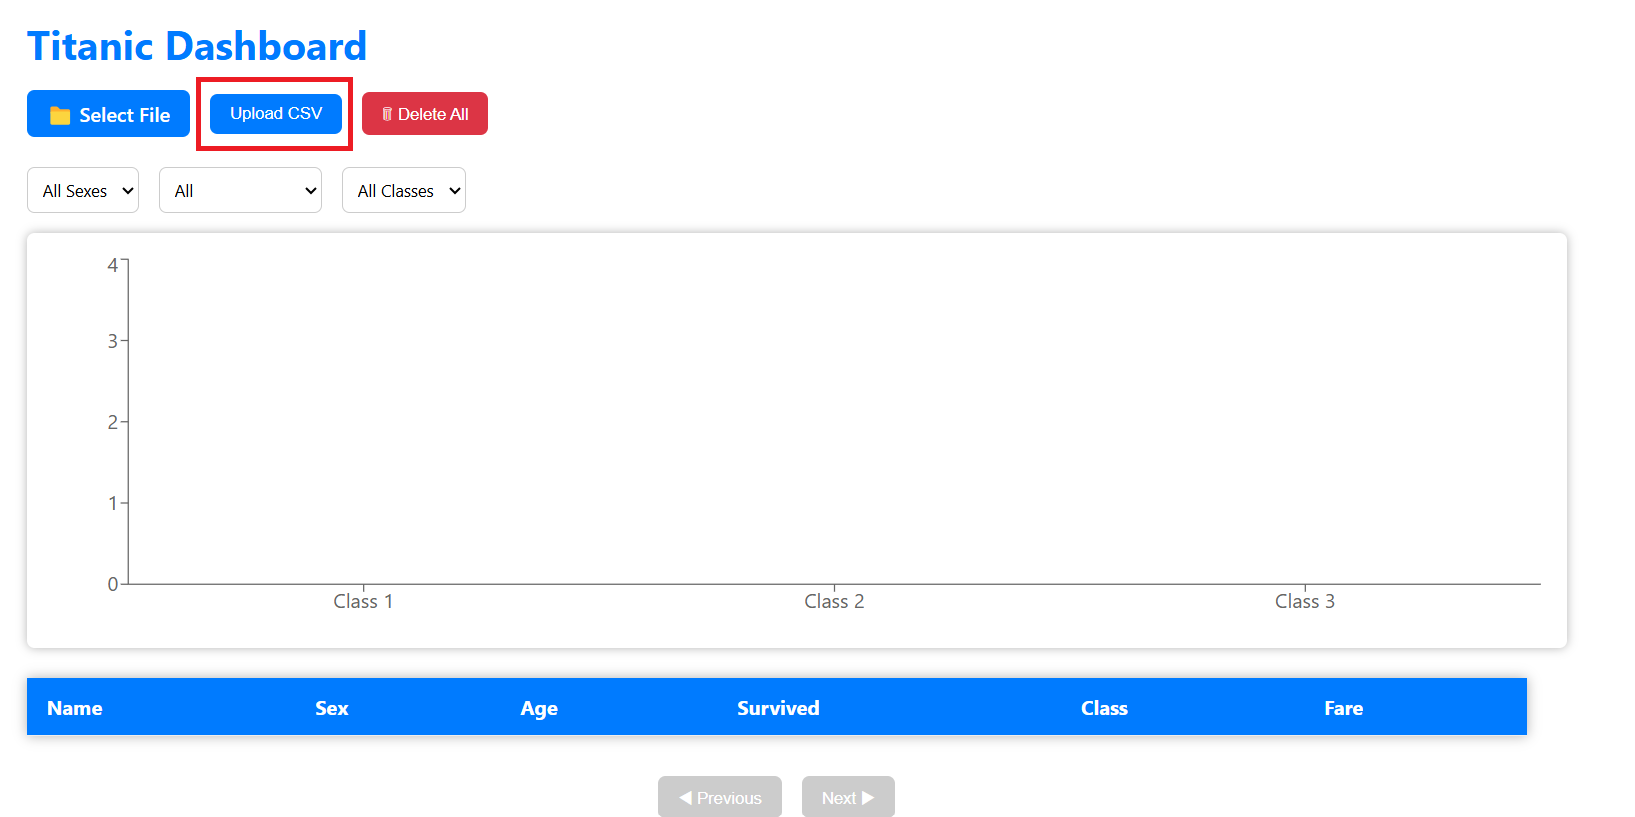 Titanic Dashboard
📁 Select File Upload CSV 🗑 Delete All
All Sexes All All Classes
4
3
2
1
0
Class 1 Class 2 Class 3
Name Sex Age Survived Class Fare
◀ Previous Next ▶